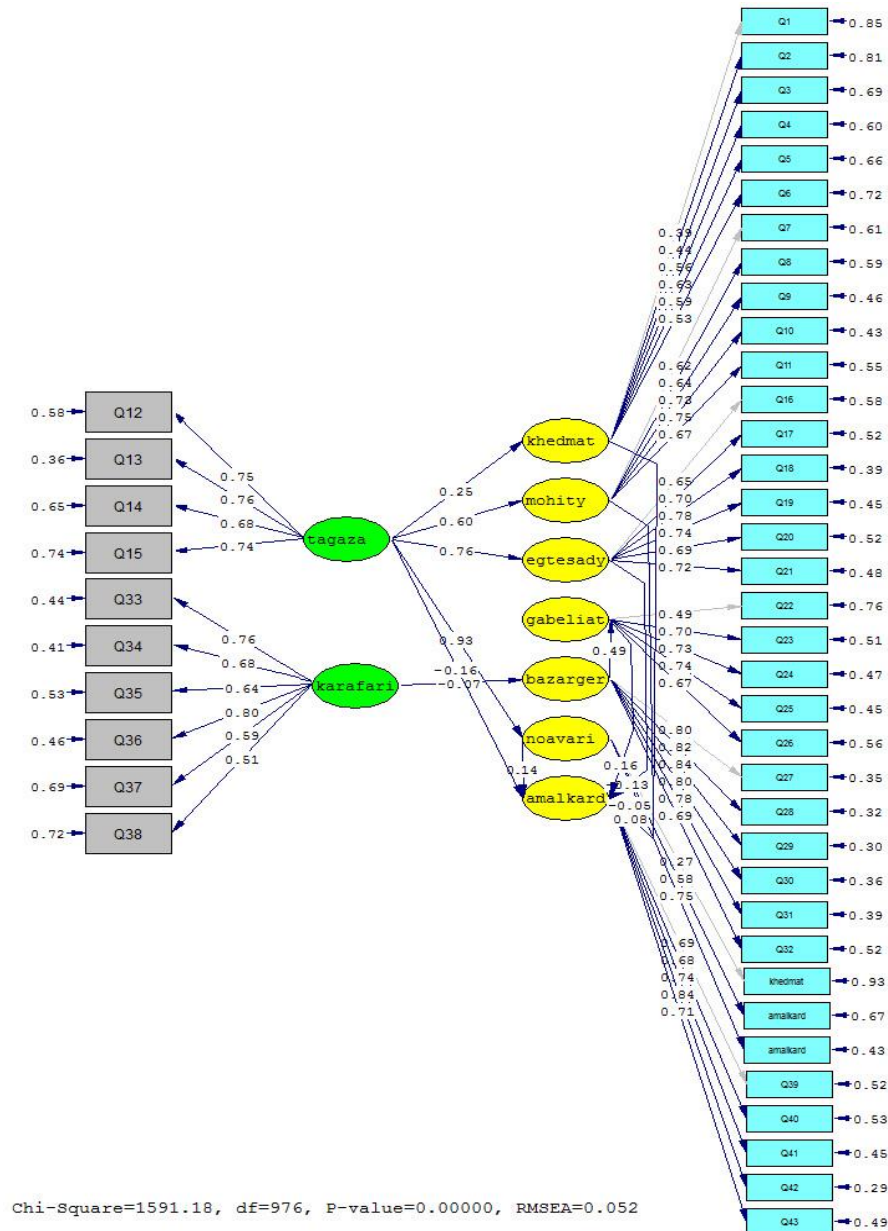 0.58 Q12
0.36 Q13
0.65 Q14
0.74 Q15
0.44 Q33
0.41 Q34
0.53 Q35
0.46 Q36
0.69 Q37
0.72 Q38
0.75
0.76
0.68
0.74
0.76
0.68
0.64
0.80
0.59
0.51
tagaza
karafari
0.25
0.60
0.76
0.93
-0.16
-0.07
0.14
khedmat
mohity
egtesady
gabeliat
0.49
bazarger
noavari
amalkard
0.16
-0.13
-0.05
0.08
0.39
0.44
0.56
0.63
0.59
0.53
0.62
0.64
0.73
0.75
0.67
0.65
0.70
0.78
0.74
0.69
0.72
0.49
0.70
0.73
0.74
0.67
0.80
0.82
0.84
0.80
0.78
0.69
0.27
0.58
0.75
0.69
0.68
0.74
0.84
0.71
Q1 0.85
Q2 0.81
Q3 0.69
Q4 0.60
Q5 0.66
Q6 0.72
Q7 0.61
Q8 0.59
Q9 0.46
Q10 0.43
Q11 0.55
Q16 0.58
Q17 0.52
Q18 0.39
Q19 0.45
Q20 0.52
Q21 0.48
Q22 0.76
Q23 0.51
Q24 0.47
Q25 0.45
Q26 0.56
Q27 0.35
Q28 0.32
Q29 0.30
Q30 0.36
Q31 0.39
Q32 0.52
khedmat 0.93
amalkard 0.67
amalkard 0.43
Q39 0.52
Q40 0.53
Q41 0.45
Q42 0.29
Q43 0.49
Chi-Square=1591.18, df=976, P-value=0.00000, RMSEA=0.052